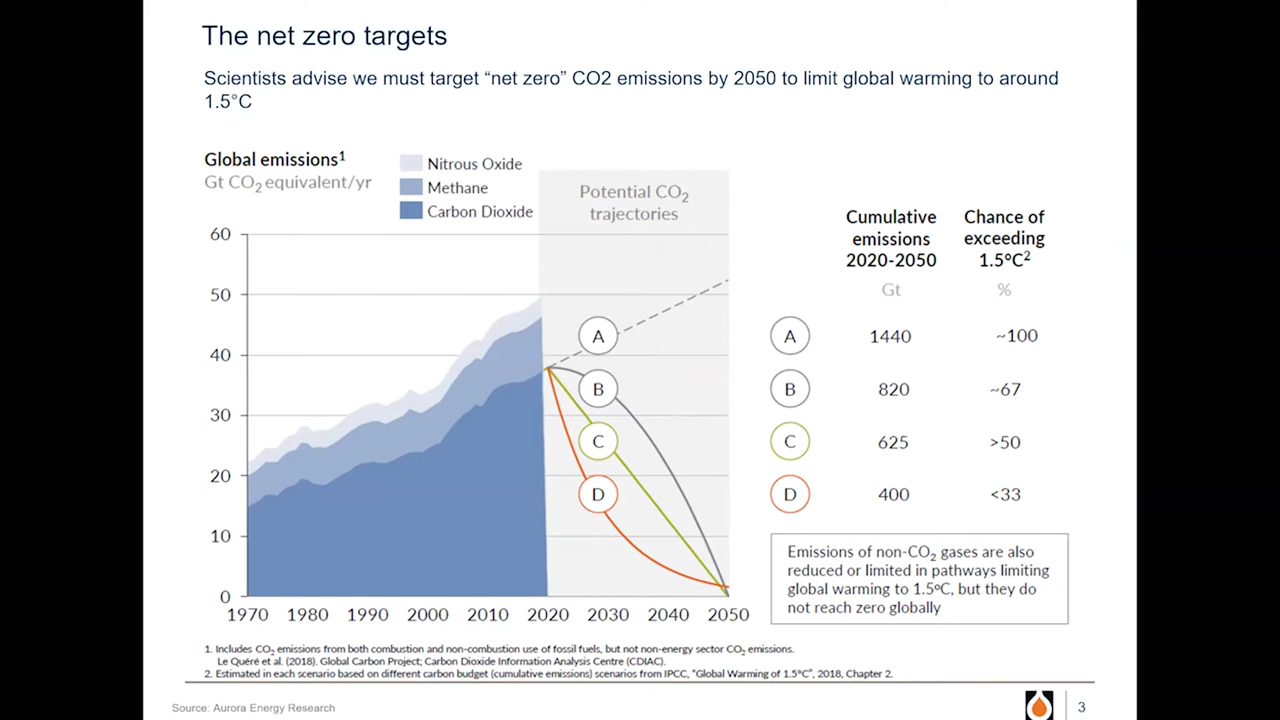 The net zero targets
Scientists advise we must target “net zero” CO2 emissions by 2050 to limit global warming to around
1.5°C
Global emissions1
Gt CO2 equivalent/yr
Nitrous Oxide
Methane
Carbon Dioxide
Potential CO2
trajectories
60
50
40
30
20
10
0
1970 1980 1990 2000 2010 2020 2030 2040 2050
A
B
C
D
Cumulative
emissions
2020-2050
Gt
Chance of
exceeding
1.5°C2
%
A 1440 ~100
B 820 ~67
C 625 >50
D 400 <33
Emissions of non-CO2 gases are also
reduced or limited in pathways limiting
global warming to 1.5ºC, but they do
not reach zero globally
1. Includes CO2 emissions from both combustion and non-combustion use of fossil fuels, but not non-energy sector CO2 emissions.
Le Quéré et al. (2018). Global Carbon Project; Carbon Dioxide Information Analysis Centre (CDIAC).
2. Estimated in each scenario based on different carbon budget (cumulative emissions) scenarios from IPCC, "Global Warming of 1.5°C", 2018, Chapter 2.
Source: Aurora Energy Research
3